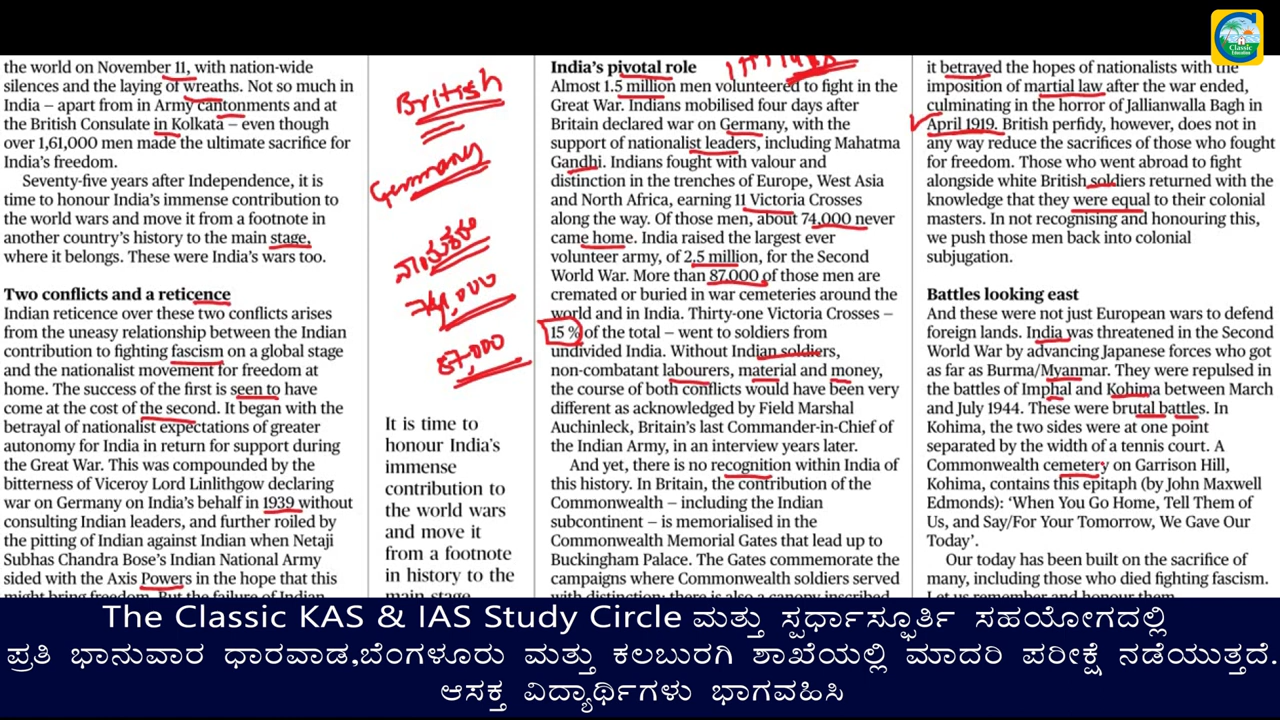 Classic
Education
the world on November 11, with nation-wide
silences and the laying of wreaths. Not so much in
India – apart from in Army cantonments and at
the British Consulate in Kolkata – even though
over 1,61,000 men made the ultimate sacrifice for
India's freedom.
Seventy-five years after Independence, it is
time to honour India's immense contribution to
the world wars and move it from a footnote in
another country's history to the main stage,
where it belongs. These were India's wars too.
Two conflicts and a reticence
Indian reticence over these two conflicts arises
from the uneasy relationship between the Indian
contribution to fighting fascism on a global stage
and the nationalist movement for freedom at
home. The success of the first is seen to have
come at the cost of the second. It began with the
betrayal of nationalist expectations of greater
autonomy for India in return for support during
the Great War. This was compounded by the
bitterness of Viceroy Lord Linlithgow declaring
war on Germany on India's behalf in 1939 without
consulting Indian leaders, and further roiled by
the pitting of Indian against Indian when Netaji
Subhas Chandra Bose's Indian National Army
sided with the Axis Powers in the hope that this
might bring freedom. But the failure of Indian
British
Germany
74,000
87,000
It is time to
honour India's
immense
contribution to
the world wars
and move it
from a footnote
in history to the
main stage
India's pivotal role
Almost 1.5 million men volunteered to fight in the
Great War. Indians mobilised four days after
Britain declared war on Germany, with the
support of nationalist leaders, including Mahatma
Gandhi. Indians fought with valour and
distinction in the trenches of Europe, West Asia
and North Africa, earning 11 Victoria Crosses
along the way. Of those men, about 74,000 never
came home. India raised the largest ever
volunteer army, of 2.5 million, for the Second
World War. More than 87,000 of those men are
cremated or buried in war cemeteries around the
world and in India. Thirty-one Victoria Crosses –
15 % of the total – went to soldiers from
undivided India. Without Indian soldiers,
non-combatant labourers, material and money,
the course of both conflicts would have been very
different as acknowledged by Field Marshal
Auchinleck, Britain's last Commander-in-Chief of
the Indian Army, in an interview years later.
And yet, there is no recognition within India of
this history. In Britain, the contribution of the
Commonwealth – including the Indian
subcontinent – is memorialised in the
Commonwealth Memorial Gates that lead up to
Buckingham Palace. The Gates commemorate the
campaigns where Commonwealth soldiers served
with distinction; there is also a canopy inscribed
it betrayed the hopes of nationalists with the
imposition of martial law after the war ended,
culminating in the horror of Jallianwalla Bagh in
April 1919. British perfidy, however, does not in
any way reduce the sacrifices of those who fought
for freedom. Those who went abroad to fight
alongside white British soldiers returned with the
knowledge that they were equal to their colonial
masters. In not recognising and honouring this,
we push those men back into colonial
subjugation.
Battles looking east
And these were not just European wars to defend
foreign lands. India was threatened in the Second
World War by advancing Japanese forces who got
as far as Burma/Myanmar. They were repulsed in
the battles of Imphal and Kohima between March
and July 1944. These were brutal battles. In
Kohima, the two sides were at one point
separated by the width of a tennis court. A
Commonwealth cemetery on Garrison Hill,
Kohima, contains this epitaph (by John Maxwell
Edmonds): 'When You Go Home, Tell Them of
Us, and Say/For Your Tomorrow, We Gave Our
Today'.
Our today has been built on the sacrifice of
many, including those who died fighting fascism.
Let us remember and honour them
The Classic KAS & IAS Study Circle ಮತ್ತು ಸ್ಪರ್ಧಾಸ್ಫೂರ್ತಿ ಸಹಯೋಗದಲ್ಲಿ
ಪ್ರತಿ ಭಾನುವಾರ ಧಾರವಾಡ,ಬೆಂಗಳೂರು ಮತ್ತು ಕಲಬುರಗಿ ಶಾಖೆಯಲ್ಲಿ ಮಾದರಿ ಪರೀಕ್ಷೆ ನಡೆಯುತ್ತದೆ.
ಆಸಕ್ತ ವಿದ್ಯಾರ್ಥಿಗಳು ಭಾಗವಹಿಸಿ